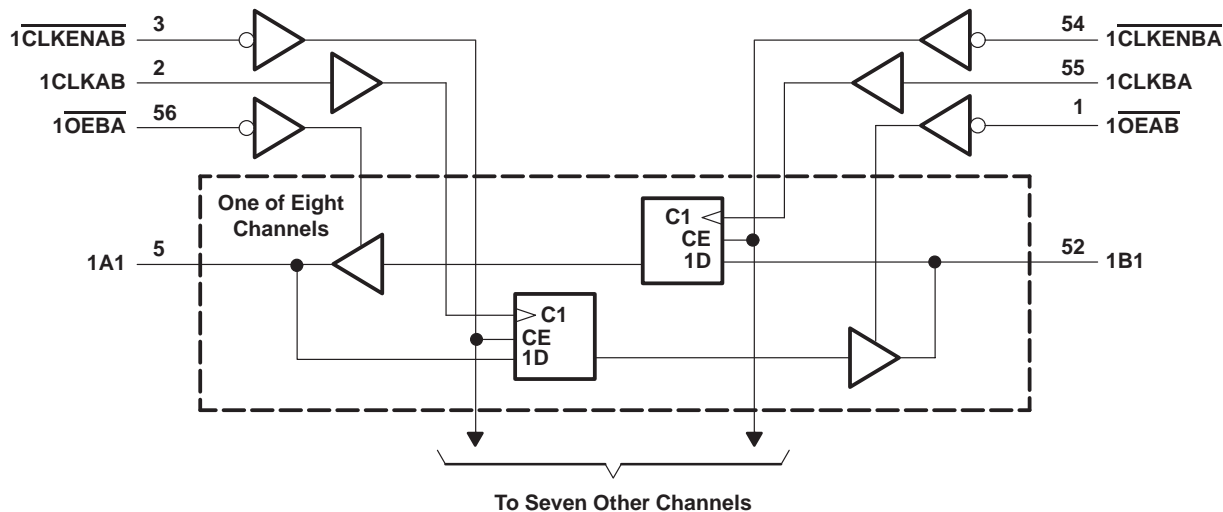 3
1CLKENAB
2
1CLKAB
56
1OEBA
54
1CLKENBA
55
1CLKBA
1
1OEAB
One of Eight
Channels
C1
CE
1D
5
1A1
52
1B1
C1
CE
1D
To Seven Other Channels